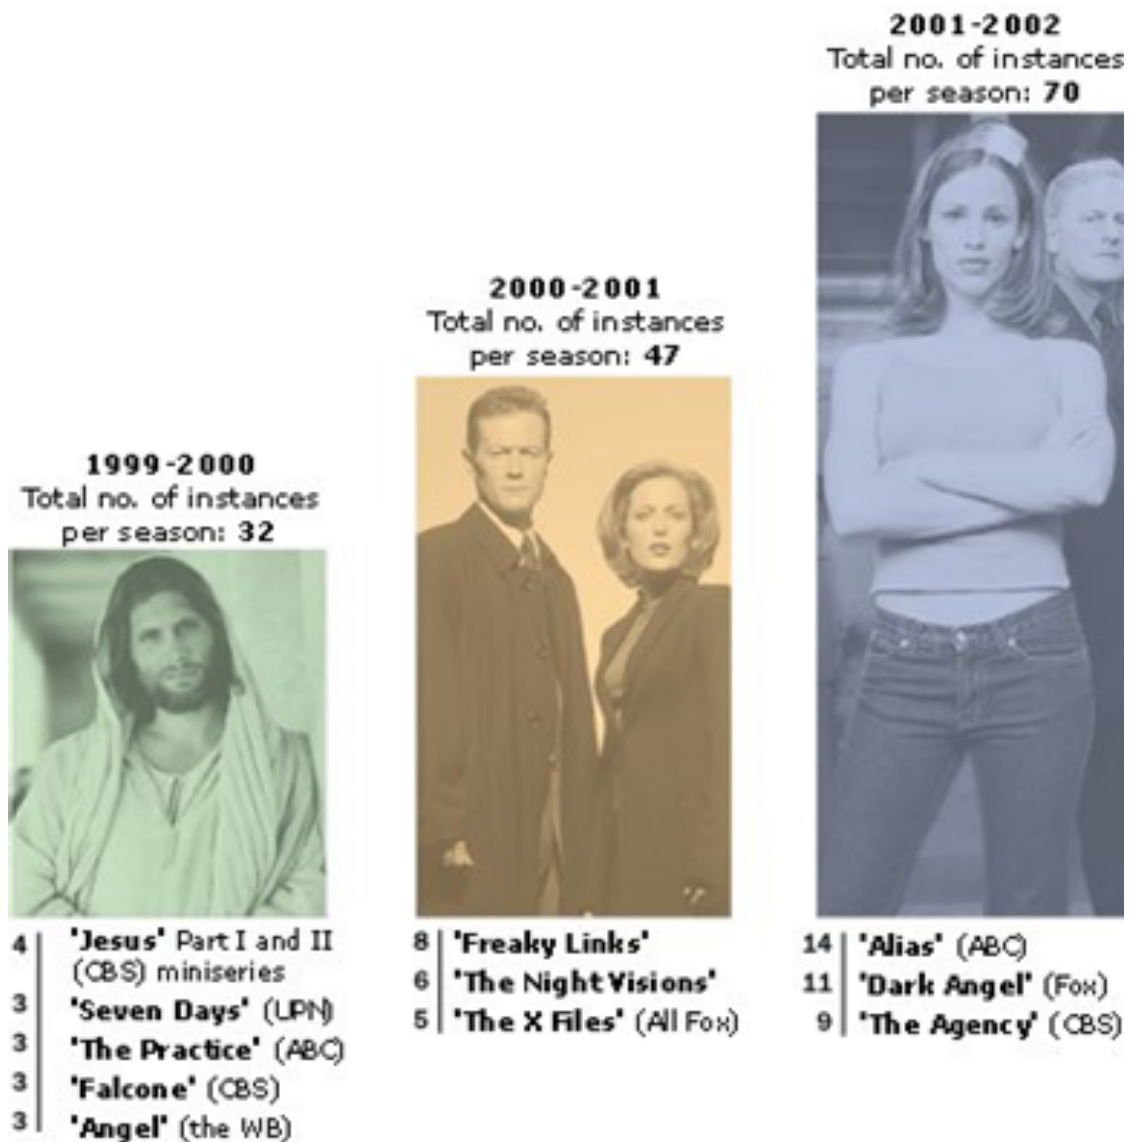 1999-2000
Total no. of instances
per season: 32
4 'Jesus' Part I and II
(CBS) miniseries
3 'Seven Days' (UPN)
3 'The Practice' (ABC)
3 'Falcone' (CBS)
3 'Angel' (the WB)
2000-2001
Total no. of instances
per season: 47
8 'Freaky Links'
6 'The Night Visions'
5 'The X Files' (All Fox)
2001-2002
Total no. of instances
per season: 70
14 'Alias' (ABC)
11 'Dark Angel' (Fox)
9 'The Agency' (CBS)